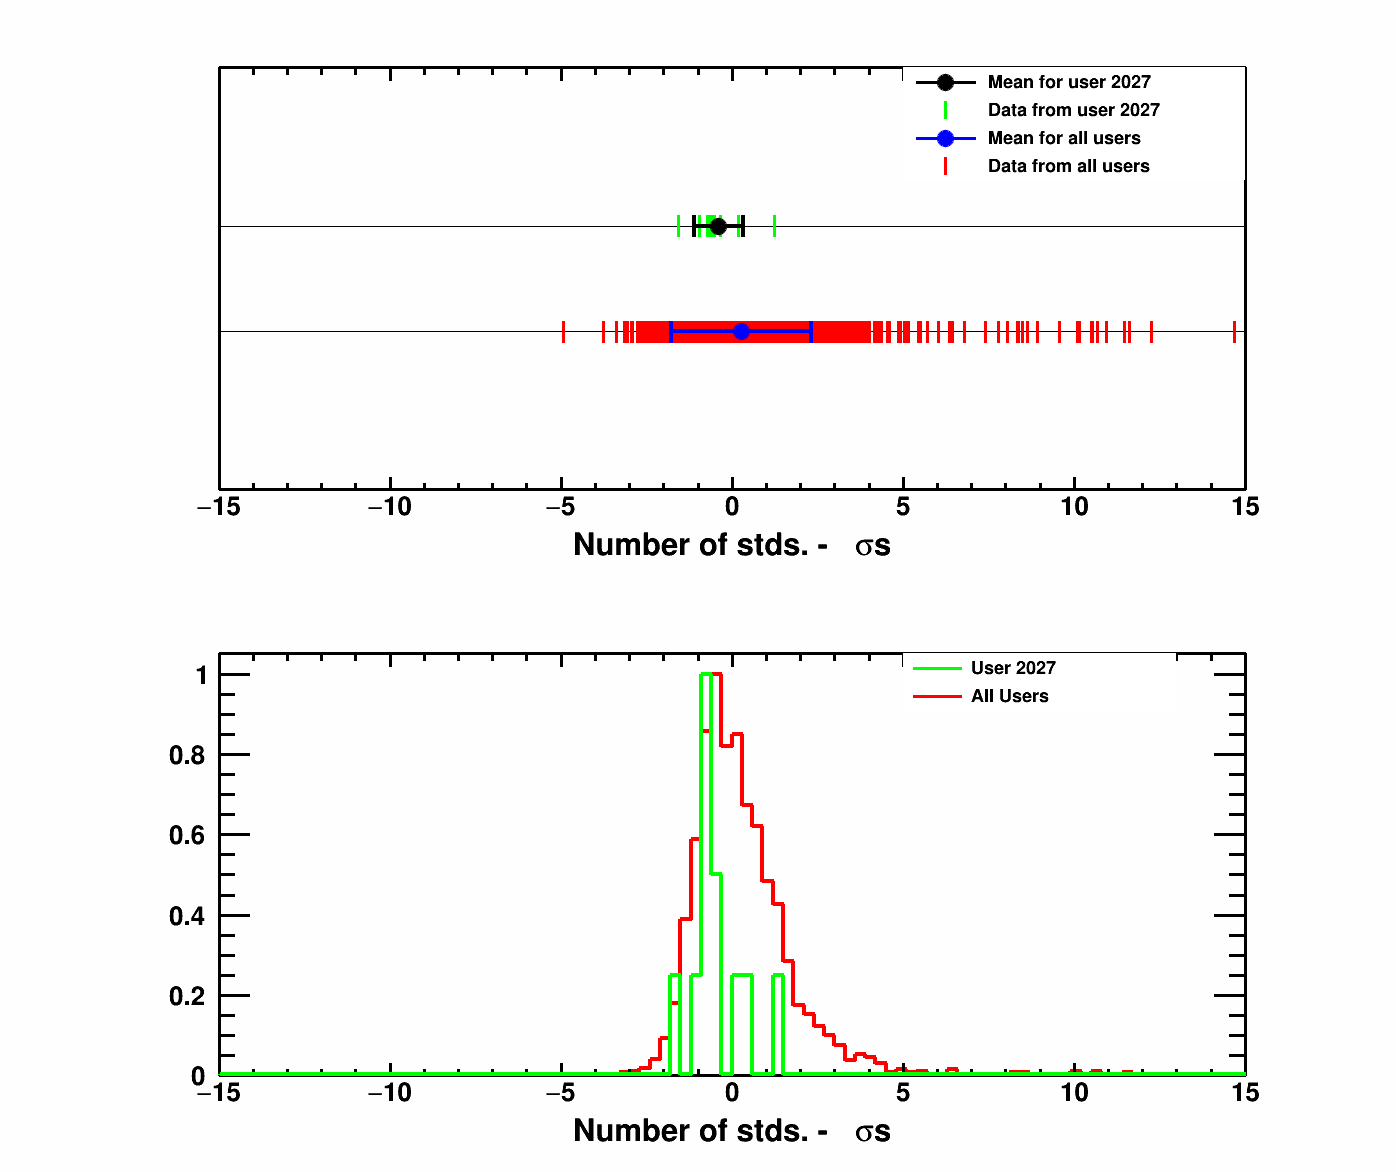 Mean for user 2027
Data from user 2027
Mean for all users
Data from all users
−15 −10 −5 0 5 10 15
Number of stds. - σs
User 2027
All Users
1
0.8
0.6
0.4
0.2
0
−15 −10 −5 0 5 10 15
Number of stds. - σs